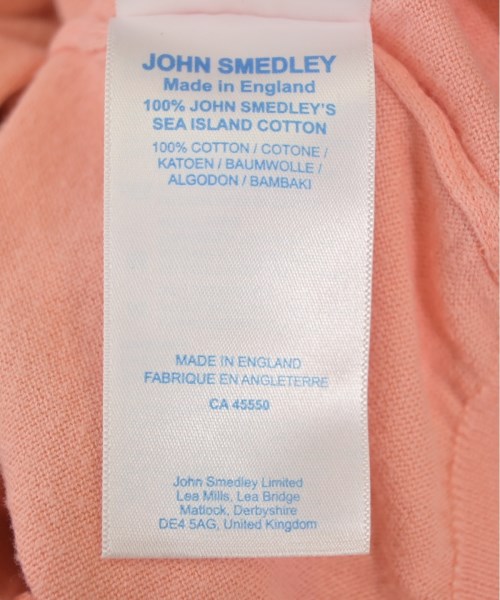 JOHN SMEDLEY
Made in England
100% JOHN SMEDLEY'S
SEA ISLAND COTTON
100% COTTON / COTONE /
KATOEN / BAUMWOLLE /
ALGODON / BAMBAKI
MADE IN ENGLAND
FABRIQUE EN ANGLETERRE
CA 45550
John Smedley Limited
Lea Mills, Lea Bridge
Matlock, Derbyshire
DE4 5AG, United Kingdom